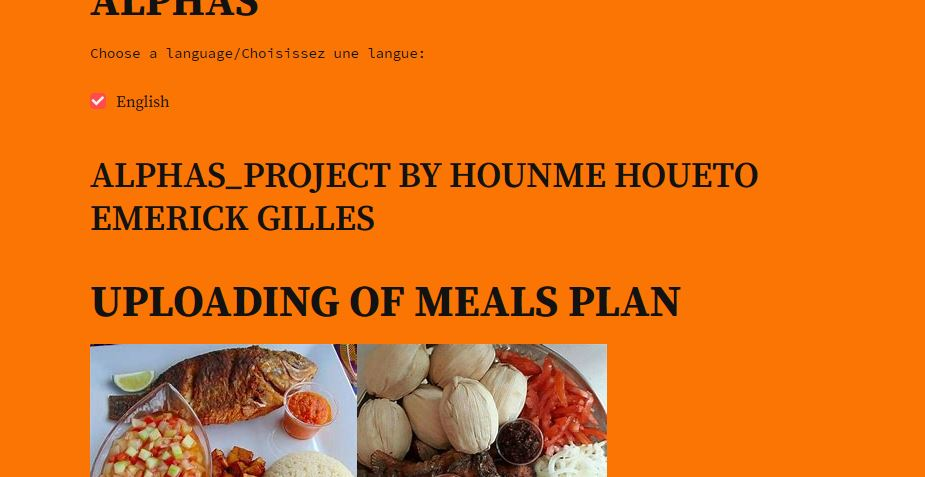 ALPHAS
Choose a language/Choisissez une langue:
English
ALPHAS_PROJECT BY HOUNME HOUETO
EMERICK GILLES
UPLOADING OF MEALS PLAN